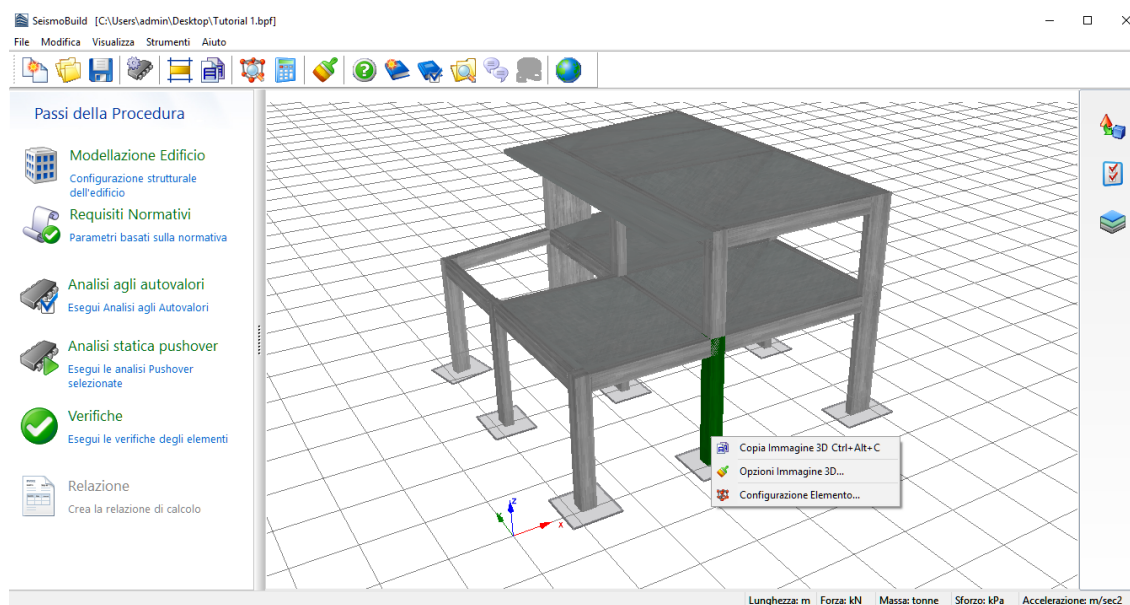 SeismoBuild [C:\Users\admin\Desktop\Tutorial 1.bpf]
File Modifica Visualizza Strumenti Aiuto
Passi della Procedura
Modellazione Edificio
Configurazione strutturale
dell'edificio
Requisiti Normativi
Parametri basati sulla normativa
Analisi agli autovalori
Esegui Analisi agli Autovalori
Analisi statica pushover
Esegui le analisi Pushover
selezionate
Verifiche
Esegui le verifiche degli elementi
Relazione
Crea la relazione di calcolo
Copia Immagine 3D Ctrl+Alt+C
Opzioni Immagine 3D...
Configurazione Elemento...
z
x
Lunghezza: m Forza: kN Massa: tonne Sforzo: kPa Accelerazione: m/sec2